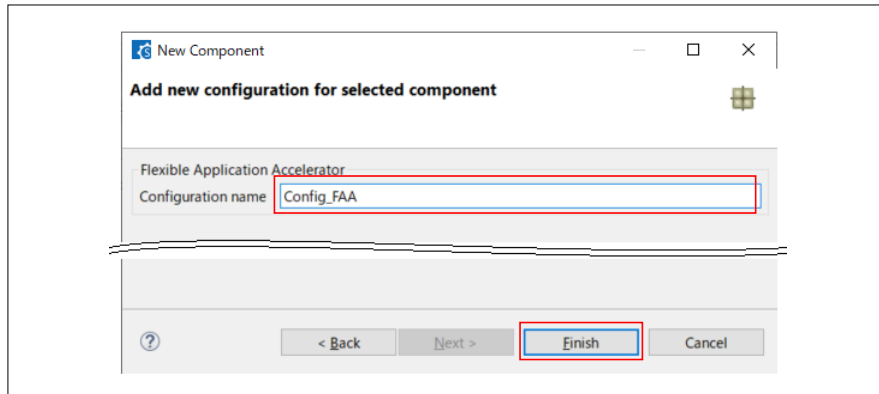 New Component
Add new configuration for selected component
Flexible Application Accelerator
Configuration name Config_FAA
< Back Next > Finish Cancel